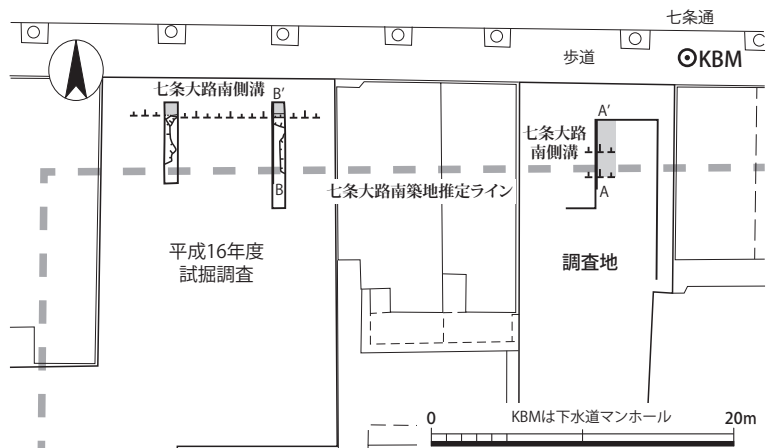 七条通
歩道
KBM
七条大路南側溝
B'
A'
七条大路
南側溝
B
七条大路南築地推定ライン
A
平成16年度
試掘調査
調査地
0
KBMは下水道マンホール
20m